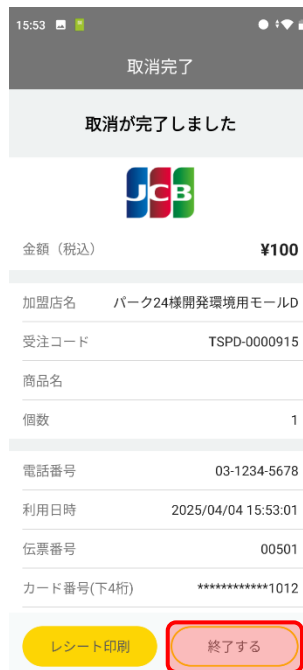 15:53
取消完了
取消が完了しました
JCB
金額（税込） ¥100
加盟店名 パーク24様開発環境用モールD
受注コード TSPD-0000915
商品名
個数 1
電話番号 03-1234-5678
利用日時 2025/04/04 15:53:01
伝票番号 00501
カード番号(下4桁) ************1012
レシート印刷 終了する